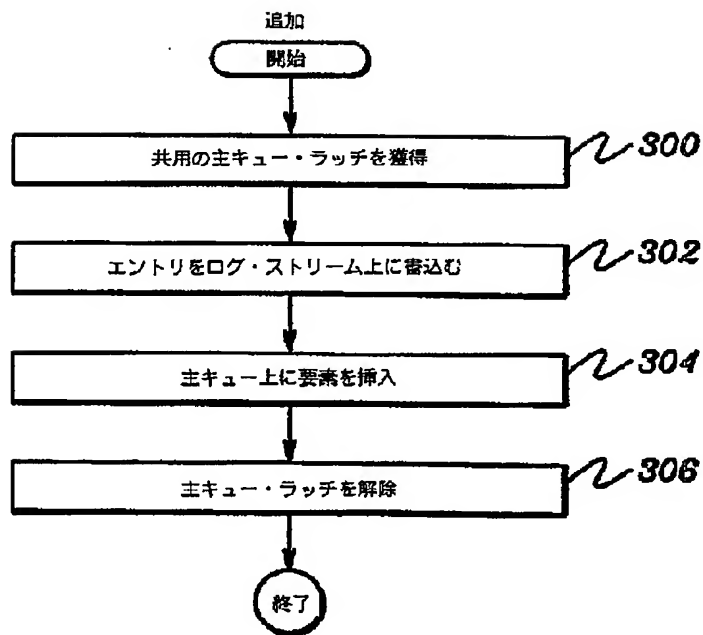 追加
開始
共用の主キュー・ラッチを獲得
300
エントリをログ・ストリーム上に書込む
302
主キュー上に要素を挿入
304
主キュー・ラッチを解除
306
終了